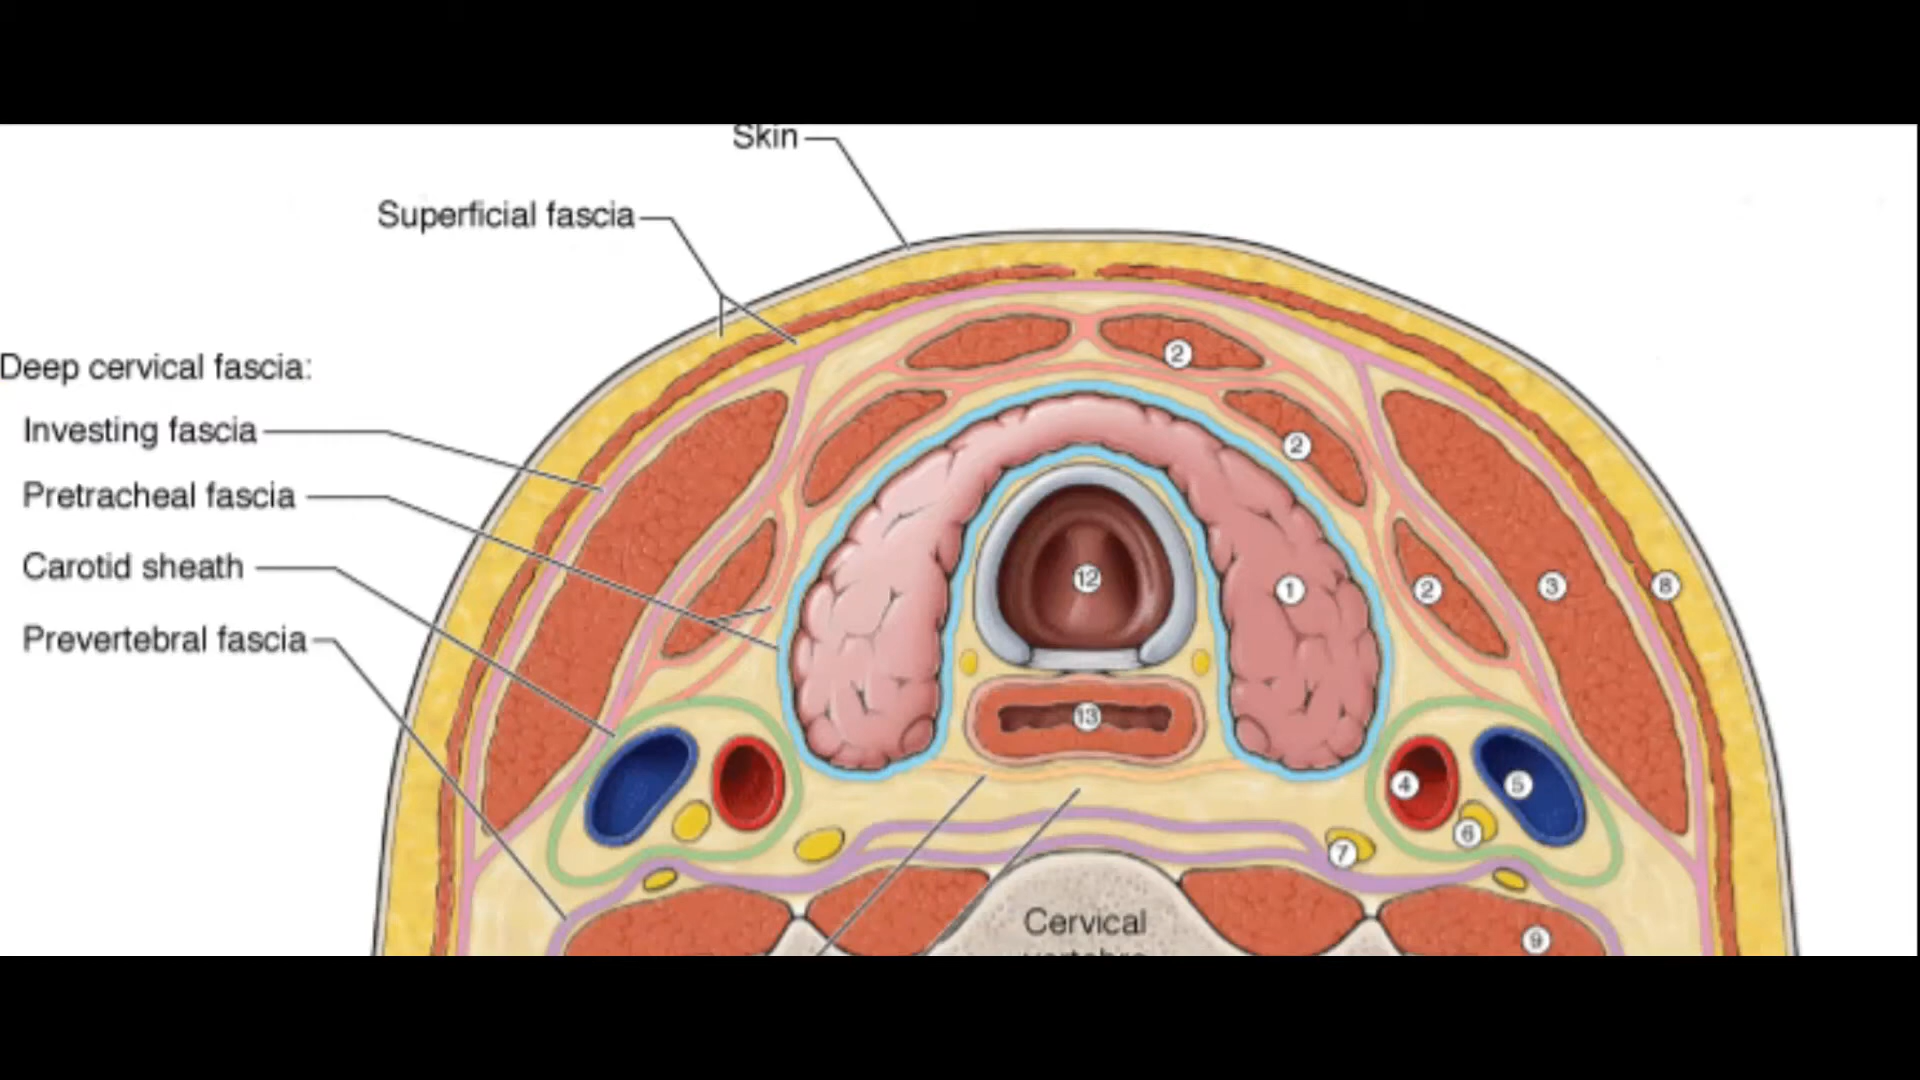 Skin
Superficial fascia
Deep cervical fascia:
Investing fascia
Pretracheal fascia
Carotid sheath
Prevertebral fascia
2
2
12
1
2
3
8
13
4
5
6
7
Cervical
9